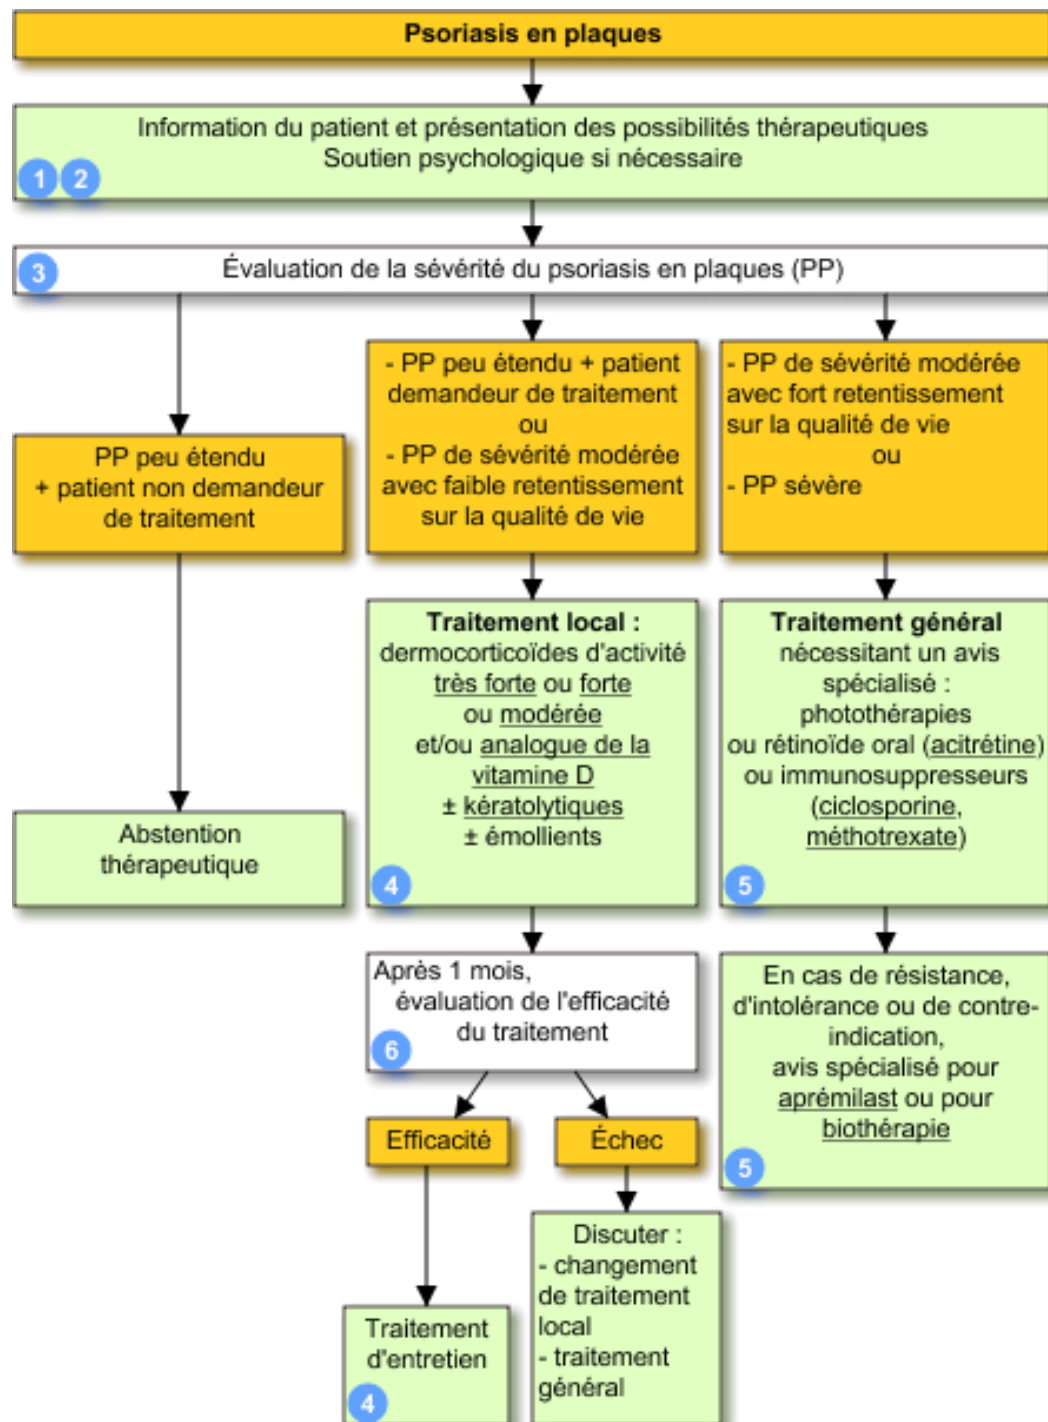 Psoriasis en plaques
Information du patient et présentation des possibilités thérapeutiques
Soutien psychologique si nécessaire
1 2
3
Évaluation de la sévérité du psoriasis en plaques (PP)
PP peu étendu
+ patient non demandeur
de traitement
Abstention
thérapeutique
- PP peu étendu + patient
demandeur de traitement
ou
- PP de sévérité modérée
avec faible retentissement
sur la qualité de vie
Traitement local :
dermocorticoïdes d'activité
très forte ou forte
ou modérée
et/ou analogue de la
vitamine D
± kératolytiques
± émollients
4
Après 1 mois,
évaluation de l'efficacité
du traitement
6
Efficacité
Traitement
d'entretien
4
Échec
Discuter :
- changement
de traitement
local
- traitement
général
- PP de sévérité modérée
avec fort retentissement
sur la qualité de vie
ou
- PP sévère
Traitement général
nécessitant un avis
spécialisé :
photothérapies
ou rétinoïde oral (acitrétine)
ou immunosuppresseurs
(ciclosporine,
méthotrexate)
5
En cas de résistance,
d'intolérance ou de contre-
indication,
avis spécialisé pour
aprémilast ou pour
biothérapie
5